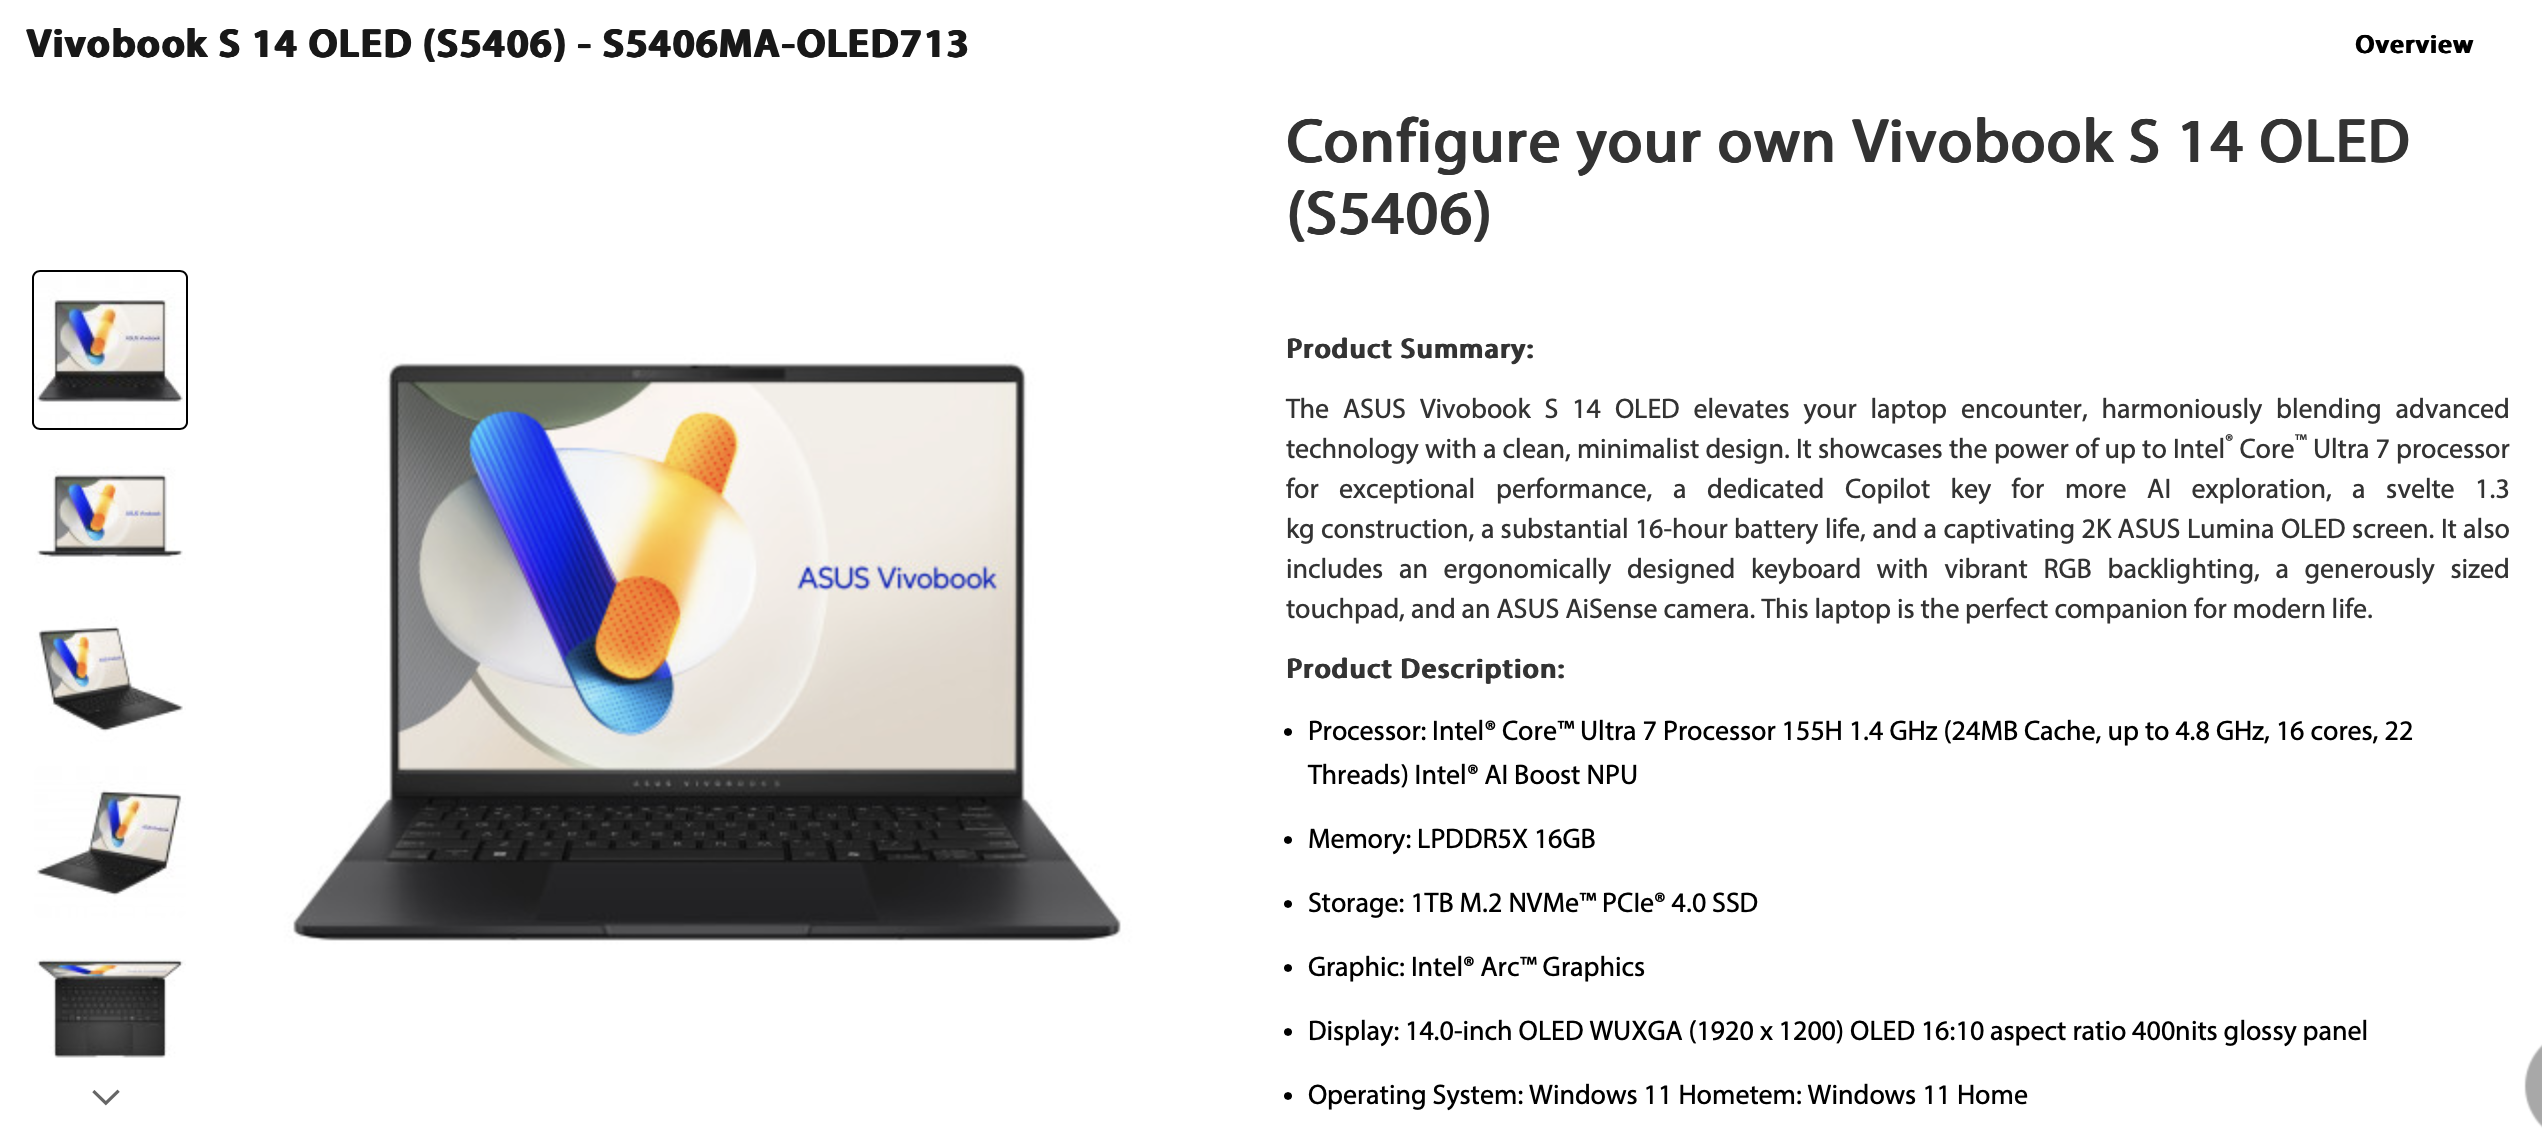 Vivobook S 14 OLED (S5406) - S5406MA-OLED713
Overview
Configure your own Vivobook S 14 OLED
(S5406)
Product Summary:
The ASUS Vivobook S 14 OLED elevates your laptop encounter, harmoniously blending advanced
technology with a clean, minimalist design. It showcases the power of up to Intel® Core™ Ultra 7 processor
for exceptional performance, a dedicated Copilot key for more AI exploration, a svelte 1.3
kg construction, a substantial 16-hour battery life, and a captivating 2K ASUS Lumina OLED screen. It also
includes an ergonomically designed keyboard with vibrant RGB backlighting, a generously sized
touchpad, and an ASUS AiSense camera. This laptop is the perfect companion for modern life.
Product Description:
• Processor: Intel® Core™ Ultra 7 Processor 155H 1.4 GHz (24MB Cache, up to 4.8 GHz, 16 cores, 22
Threads) Intel® AI Boost NPU
• Memory: LPDDR5X 16GB
• Storage: 1TB M.2 NVMe™ PCIe® 4.0 SSD
• Graphic: Intel® Arc™ Graphics
• Display: 14.0-inch OLED WUXGA (1920 x 1200) OLED 16:10 aspect ratio 400nits glossy panel
• Operating System: Windows 11 Hometem: Windows 11 Home
ASUS Vivobook
ASUS VIVOBOOK S